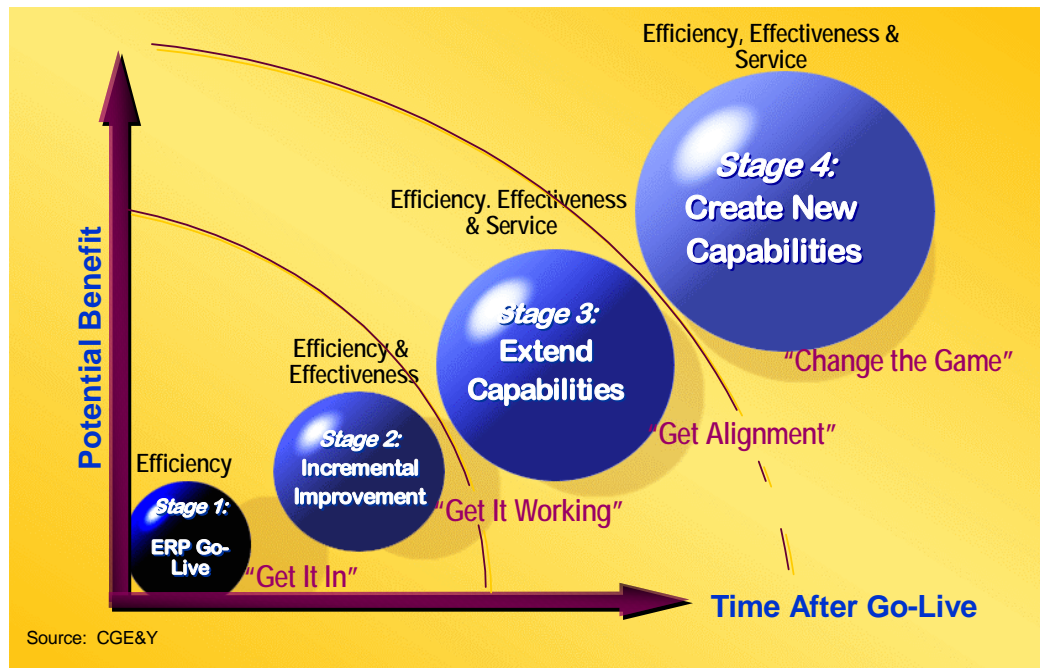 Efficiency, Effectiveness &
Service
Stage 4:
Create New
Capabilities
"Change the Game"
Efficiency. Effectiveness
& Service
Stage 3:
Extend
Capabilities
"Get Alignment"
Efficiency &
Effectiveness
Stage 2:
Incremental
Improvement
"Get It Working"
Efficiency
Stage 1:
ERP Go-
Live
"Get It In"
Potential Benefit
Time After Go-Live
Source: CGE&Y